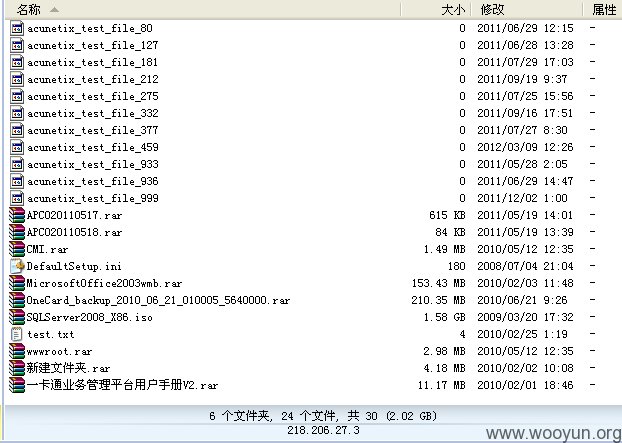 名称 大小 修改 属性
acunetix_test_file_80 0 2011/06/29 12:15 -
acunetix_test_file_127 0 2011/06/28 13:28 -
acunetix_test_file_181 0 2011/07/29 17:03 -
acunetix_test_file_212 0 2011/09/19 9:37 -
acunetix_test_file_275 0 2011/07/25 15:56 -
acunetix_test_file_332 0 2011/09/16 17:51 -
acunetix_test_file_377 0 2011/07/27 8:30 -
acunetix_test_file_459 0 2012/03/09 12:26 -
acunetix_test_file_933 0 2011/05/28 2:05 -
acunetix_test_file_936 0 2011/06/29 14:47 -
acunetix_test_file_999 0 2011/12/02 1:00 -
APC020110517.rar 615 KB 2011/05/19 14:01 -
APC020110518.rar 84 KB 2011/05/19 13:39 -
CMI.rar 1.49 MB 2010/05/12 12:35 -
DefaultSetup.ini 180 2008/07/04 21:04 -
MicrosoftOffice2003wmb.rar 153.43 MB 2010/02/03 11:48 -
OneCard_backup_2010_06_21_010005_5640000.rar 210.35 MB 2010/06/21 9:26 -
SQLServer2008_X86.iso 1.58 GB 2009/03/20 17:32 -
test.txt 4 2010/02/25 1:19 -
wwwroot.rar 2.98 MB 2010/05/12 12:35 -
新建文件夹.rar 4.18 MB 2010/02/02 10:08 -
一卡通业务管理平台用户手册V2.rar 11.17 MB 2010/02/01 18:46 -
6 个文件夹, 24 个文件, 共 30 (2.02 GB)
218.206.27.3
www.wooyun.org